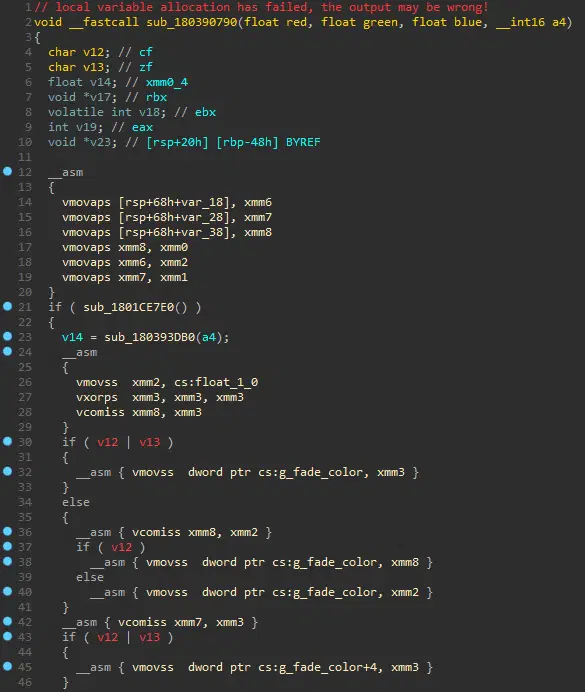 1 // local variable allocation has failed, the output may be wrong!
2 void __fastcall sub_180390790(float red, float green, float blue, __int16 a4)
3 {
4 char v12; // cf
5 char v13; // zf
6 float v14; // xmm0_4
7 void *v17; // rbx
8 volatile int v18; // ebx
9 int v19; // eax
10 void *v23; // [rsp+20h] [rbp-48h] BYREF
11
12 __asm
13 {
14 vmovaps [rsp+68h+var_18], xmm6
15 vmovaps [rsp+68h+var_28], xmm7
16 vmovaps [rsp+68h+var_38], xmm8
17 vmovaps xmm8, xmm0
18 vmovaps xmm6, xmm2
19 vmovaps xmm7, xmm1
20 }
21 if ( sub_1801CE7E0() )
22 {
23 v14 = sub_180393DB0(a4);
24 __asm
25 {
26 vmovss xmm2, cs:float_1_0
27 vxorps xmm3, xmm3, xmm3
28 vcomiss xmm8, xmm3
29 }
30 if ( v12 | v13 )
31 {
32 __asm { vmovss dword ptr cs:g_fade_color, xmm3 }
33 }
34 else
35 {
36 __asm { vcomiss xmm8, xmm2 }
37 if ( v12 )
38 __asm { vmovss dword ptr cs:g_fade_color, xmm8 }
39 else
40 __asm { vmovss dword ptr cs:g_fade_color, xmm2 }
41 }
42 __asm { vcomiss xmm7, xmm3 }
43 if ( v12 | v13 )
44 {
45 __asm { vmovss dword ptr cs:g_fade_color+4, xmm3 }
46 }